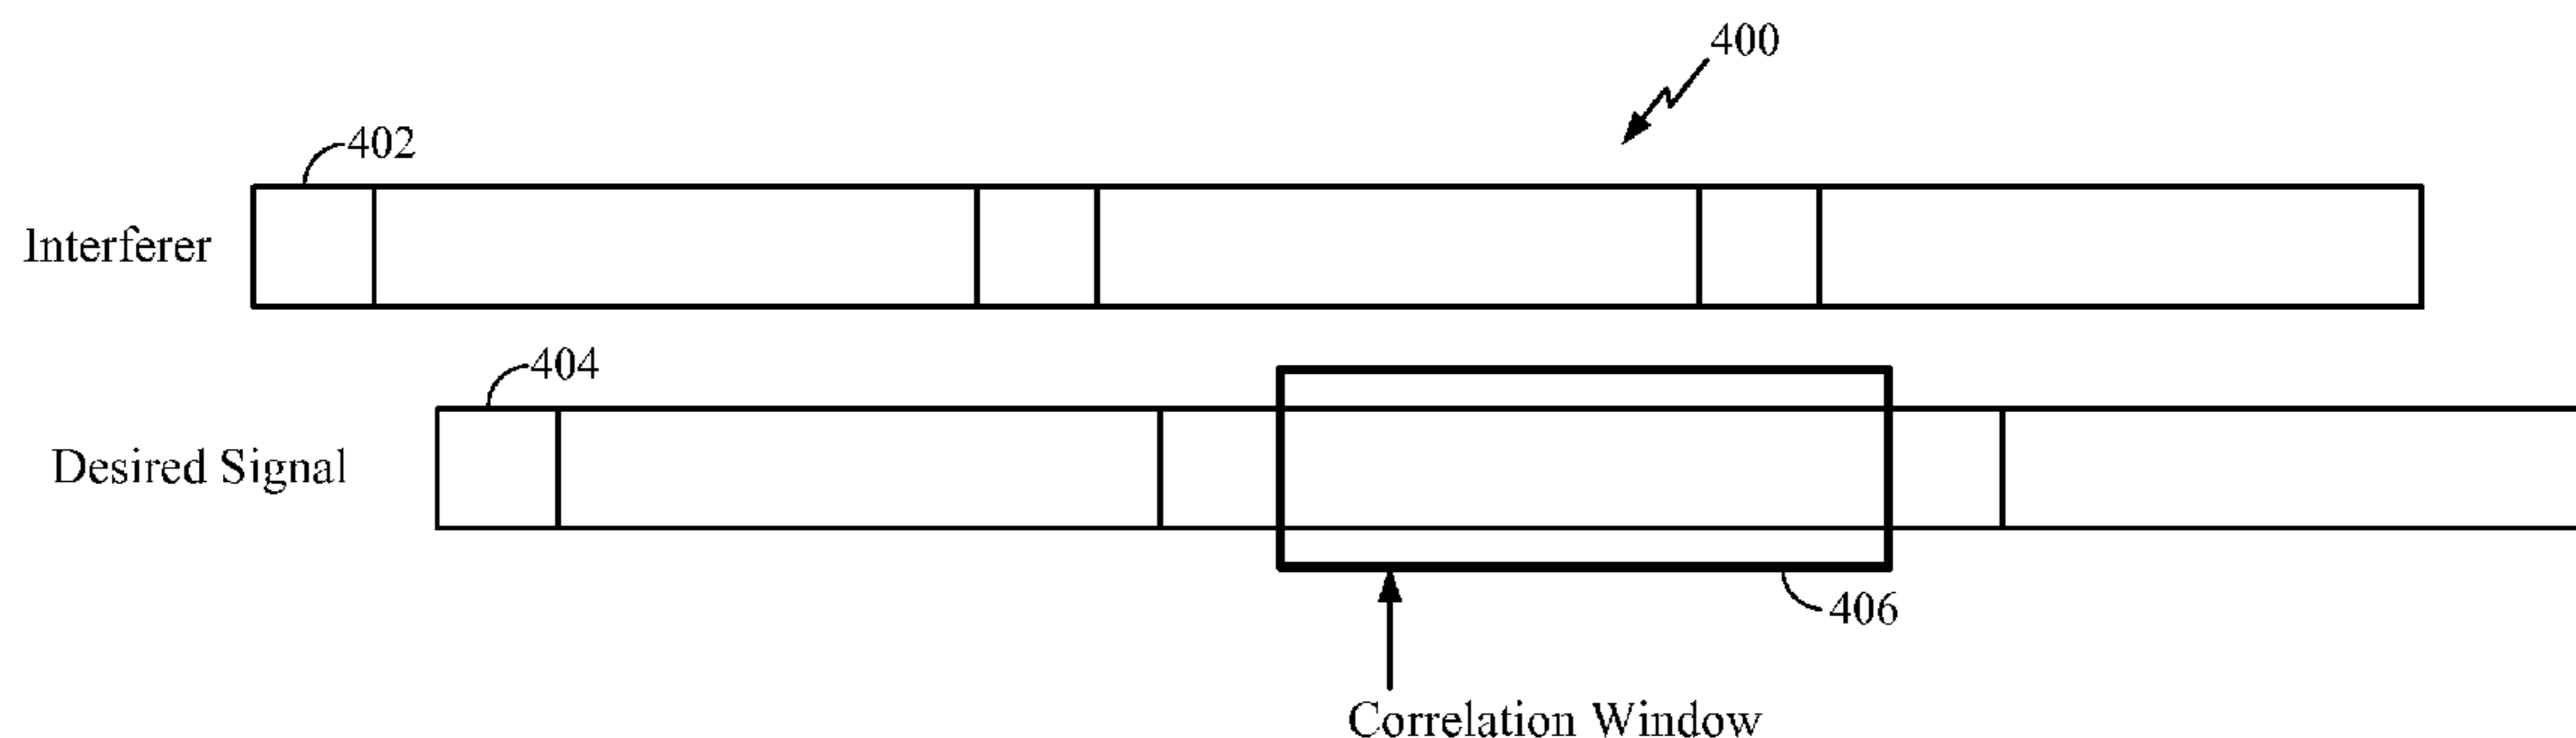 400
402
Interferer
404
Desired Signal
406
Correlation Window